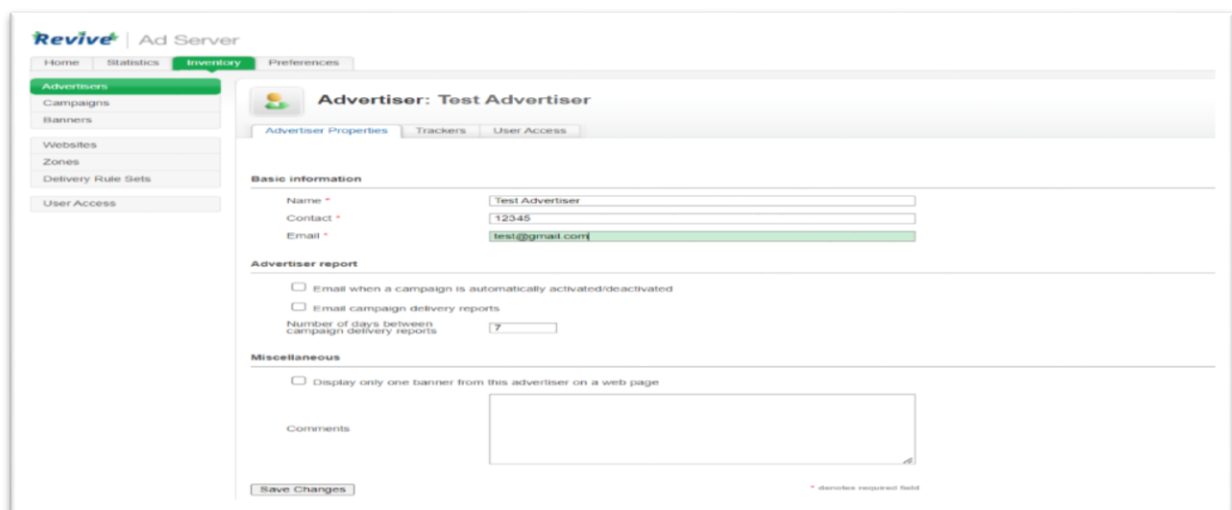 Revive | Ad Server
Home Statistics Inventory Preferences
Advertisers
Campaigns
Banners
Websites
Zones
Delivery Rule Sets
User Access
Advertiser: Test Advertiser
Advertiser Properties Trackers User Access
Basic information
Name * Test Advertiser
Contact * 12345
Email * test@gmail.com
Advertiser report
Email when a campaign is automatically activated/deactivated
Email campaign delivery reports
Number of days between
campaign delivery reports 7
Miscellaneous
Display only one banner from this advertiser on a web page
Comments
Save Changes
* denotes required field